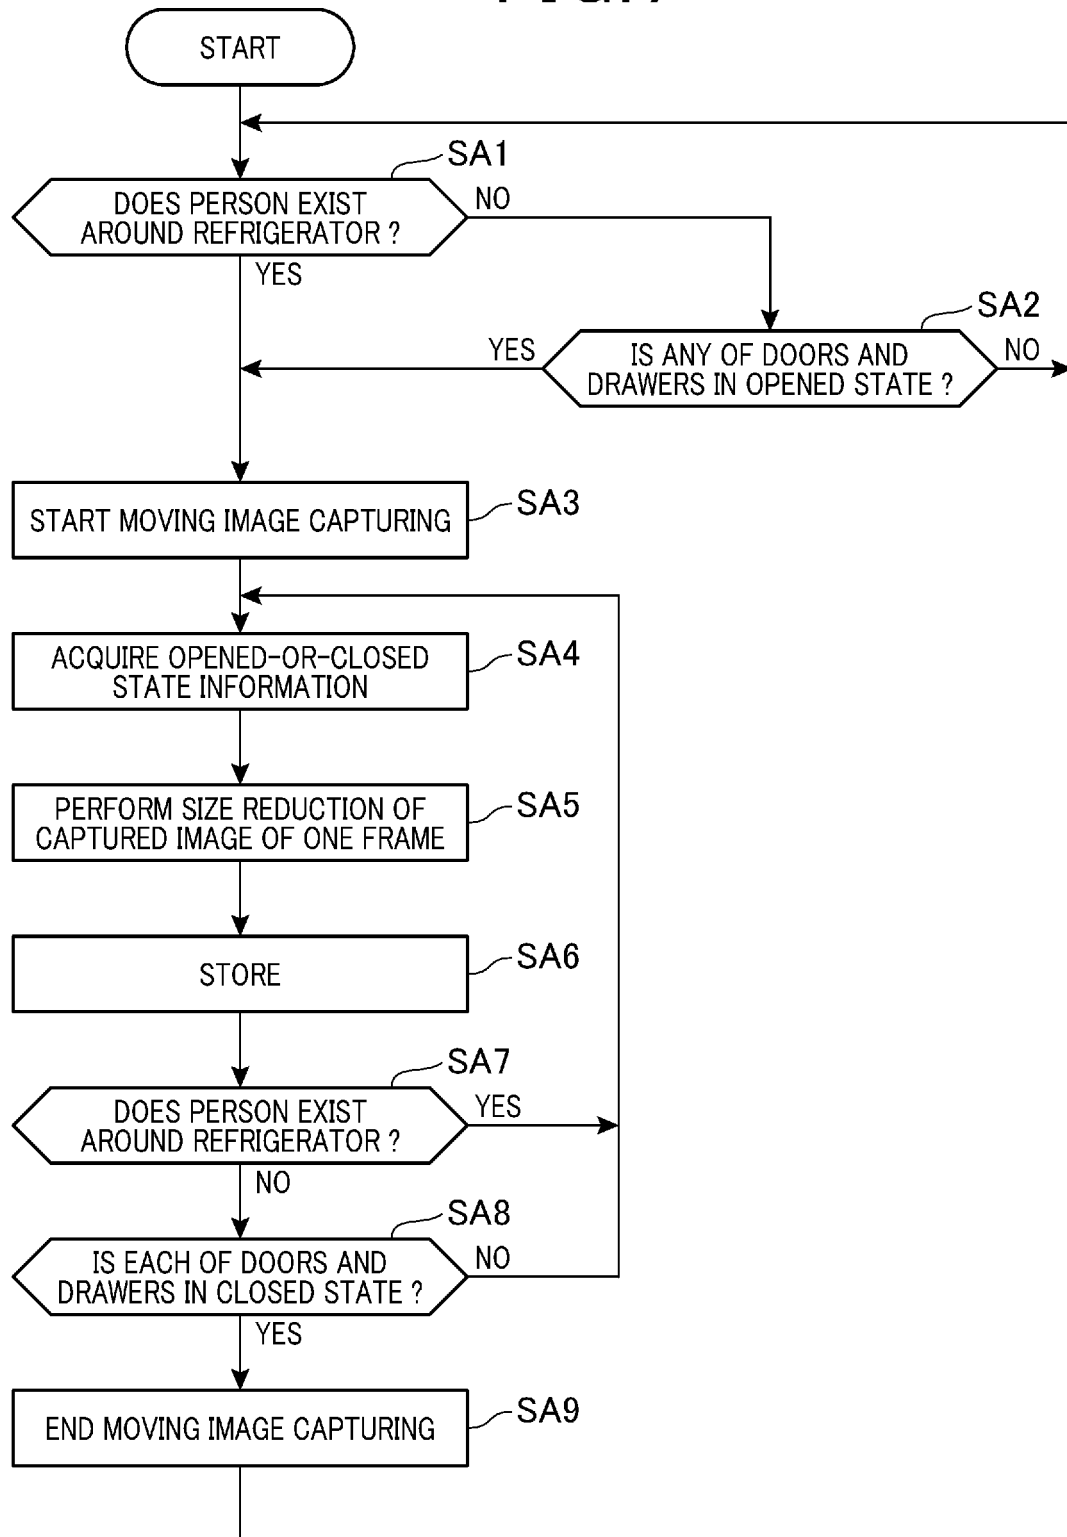 START
SA1
DOES PERSON EXIST
AROUND REFRIGERATOR ?
NO
YES
SA2
IS ANY OF DOORS AND
DRAWERS IN OPENED STATE ?
YES
NO
START MOVING IMAGE CAPTURING
SA3
ACQUIRE OPENED-OR-CLOSED
STATE INFORMATION
SA4
PERFORM SIZE REDUCTION OF
CAPTURED IMAGE OF ONE FRAME
SA5
STORE
SA6
SA7
DOES PERSON EXIST
AROUND REFRIGERATOR ?
YES
NO
SA8
IS EACH OF DOORS AND
DRAWERS IN CLOSED STATE ?
NO
YES
END MOVING IMAGE CAPTURING
SA9